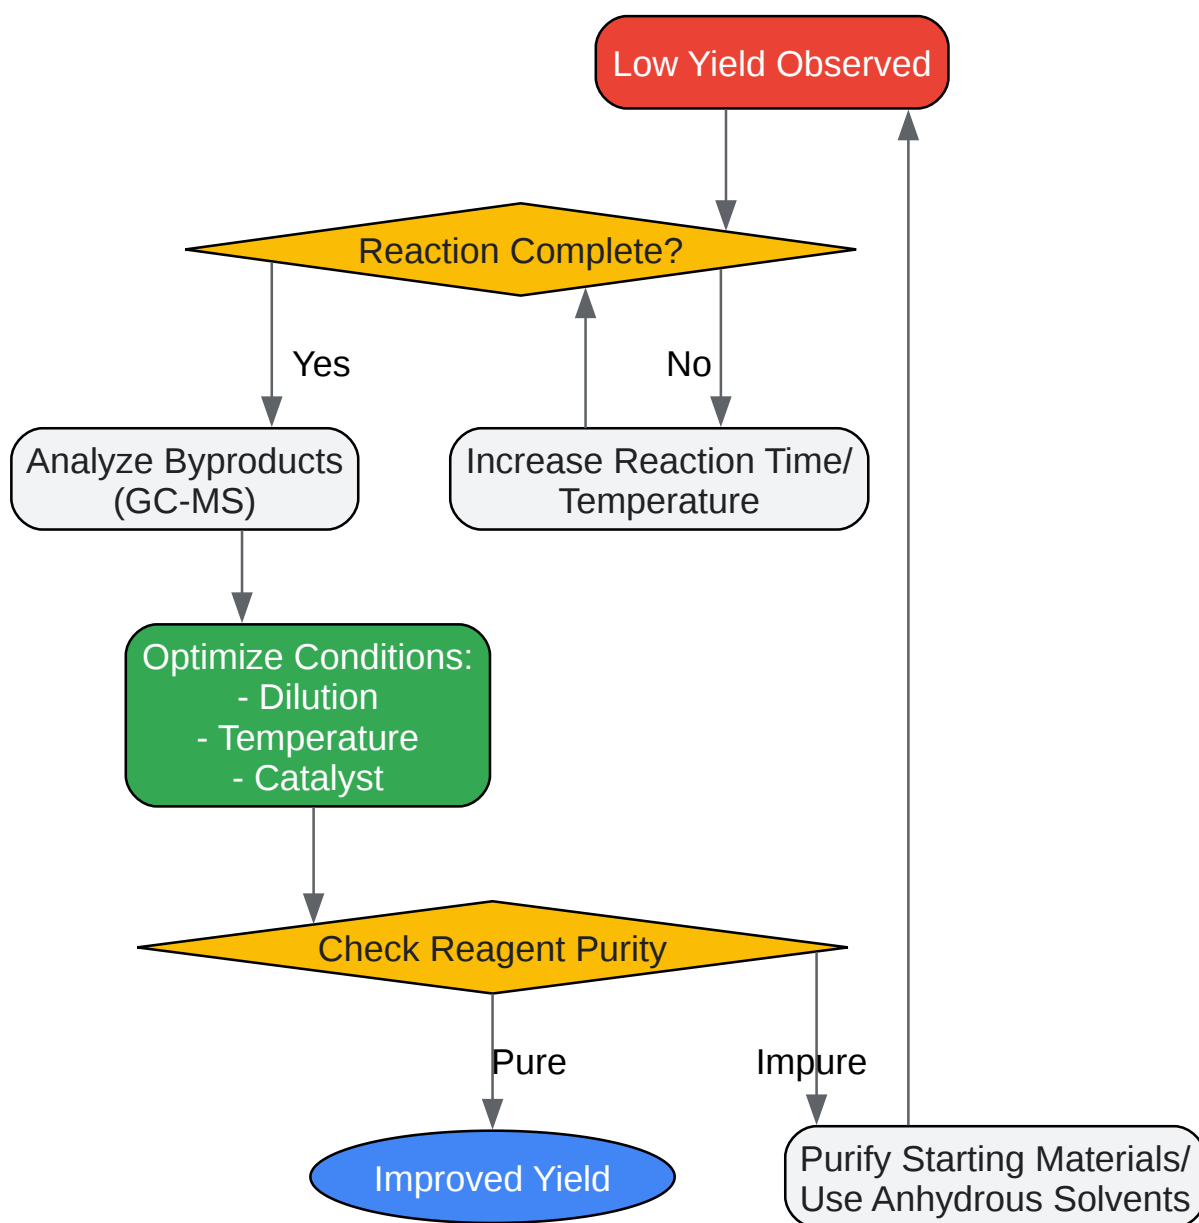 Low Yield Observed
Reaction Complete?
Yes
No
Analyze Byproducts
(GC-MS)
Increase Reaction Time/
Temperature
Optimize Conditions:
- Dilution
- Temperature
- Catalyst
Check Reagent Purity
Pure
Impure
Improved Yield
Purify Starting Materials/
Use Anhydrous Solvents